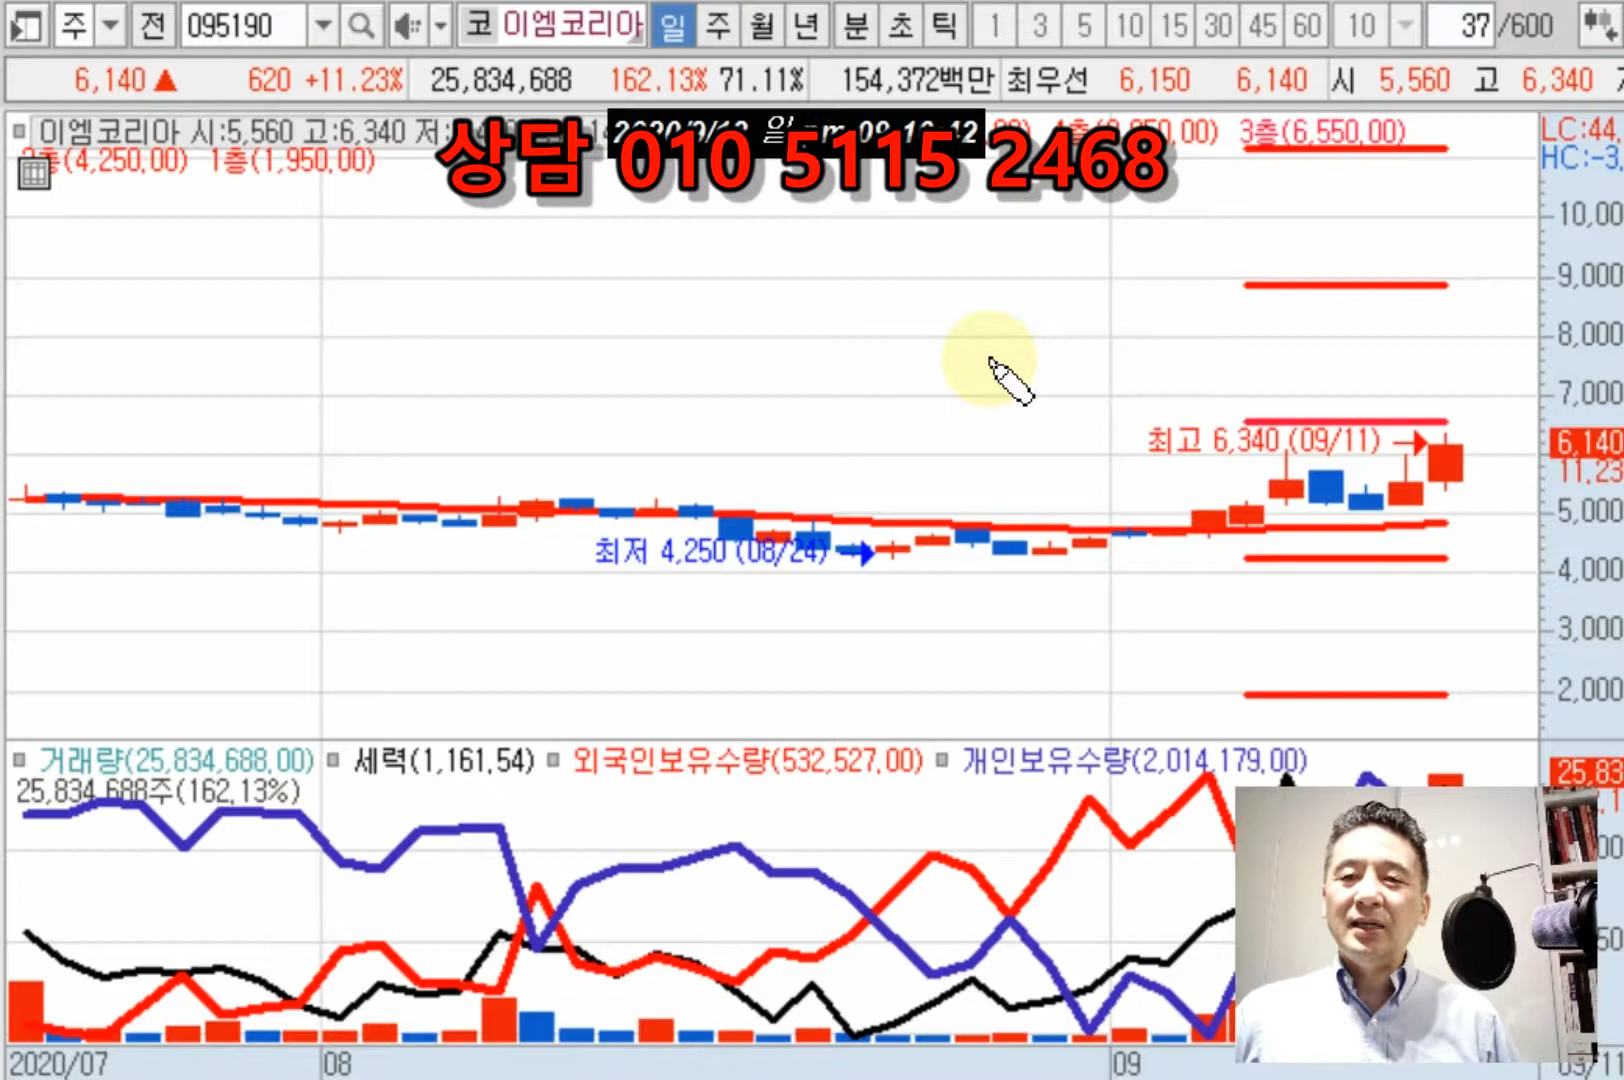 주 전 095190 코 이엠코리아 일 주 월 년 분 초 틱 1 3 5 10 15 30 45 60 10 37 /600
6,140 ▲ 620 +11.23% 25,834,688 162.13% 71.11% 154,372백만 최우선 6,150 6,140 시 5,560 고 6,340
이엠코리아 시:5,560 고:6,340 저: 3층(6,550.00) LC:44,
(4,250.00) 1층(1,950.00) HC:-3,
상담 010 5115 2468
10,00
9,000
8,000
7,000
최고 6,340 (09/11) 6,140
11,23
5,000
최저 4,250 (08/24)
4,000
3,000
2,000
거래량(25,834,688.00) 세력(1,161.54) 외국인보유수량(532,527.00) 개인보유수량(2,014,179.00)
25,834,688주(162.13%) 25,83
2020/07 08 09